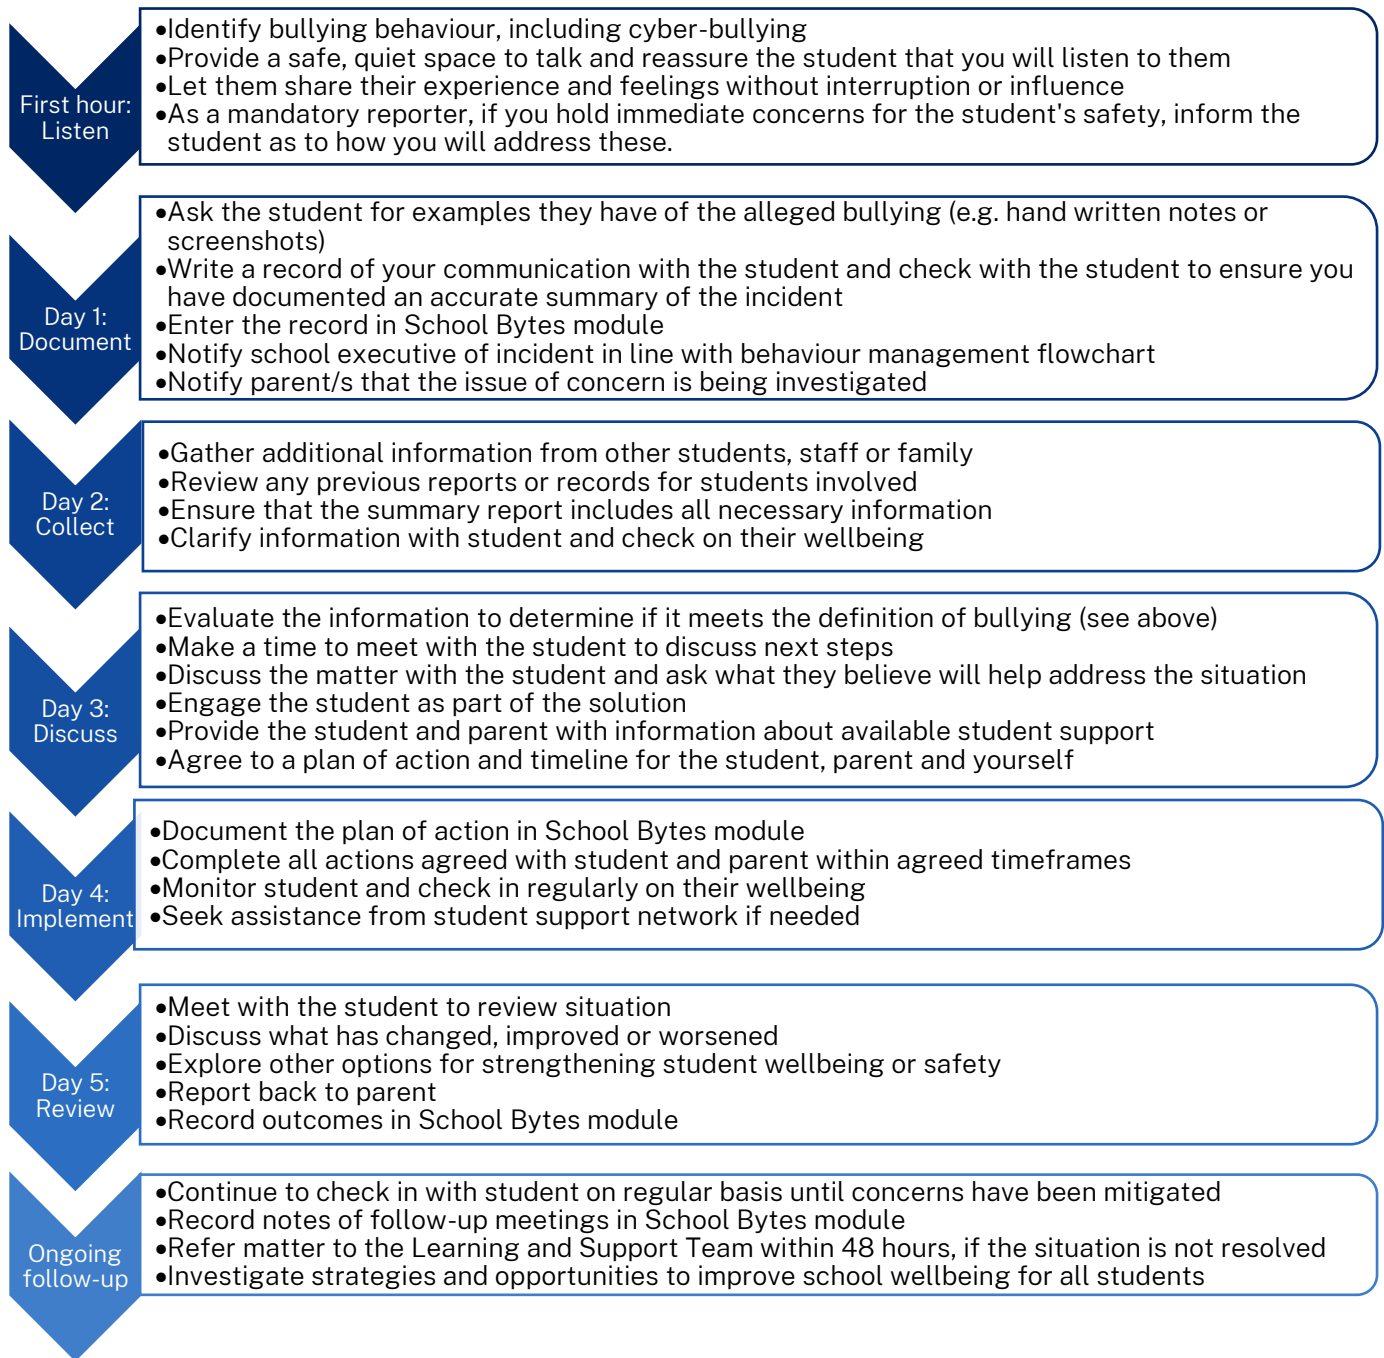 First hour:
Listen
•Identify bullying behaviour, including cyber-bullying
•Provide a safe, quiet space to talk and reassure the student that you will listen to them
•Let them share their experience and feelings without interruption or influence
•As a mandatory reporter, if you hold immediate concerns for the student's safety, inform the
student as to how you will address these.
Day 1:
Document
•Ask the student for examples they have of the alleged bullying (e.g. hand written notes or
screenshots)
•Write a record of your communication with the student and check with the student to ensure you
have documented an accurate summary of the incident
•Enter the record in School Bytes module
•Notify school executive of incident in line with behaviour management flowchart
•Notify parent/s that the issue of concern is being investigated
Day 2:
Collect
•Gather additional information from other students, staff or family
•Review any previous reports or records for students involved
•Ensure that the summary report includes all necessary information
•Clarify information with student and check on their wellbeing
Day 3:
Discuss
•Evaluate the information to determine if it meets the definition of bullying (see above)
•Make a time to meet with the student to discuss next steps
•Discuss the matter with the student and ask what they believe will help address the situation
•Engage the student as part of the solution
•Provide the student and parent with information about available student support
•Agree to a plan of action and timeline for the student, parent and yourself
Day 4:
Implement
•Document the plan of action in School Bytes module
•Complete all actions agreed with student and parent within agreed timeframes
•Monitor student and check in regularly on their wellbeing
•Seek assistance from student support network if needed
Day 5:
Review
•Meet with the student to review situation
•Discuss what has changed, improved or worsened
•Explore other options for strengthening student wellbeing or safety
•Report back to parent
•Record outcomes in School Bytes module
Ongoing
follow-up
•Continue to check in with student on regular basis until concerns have been mitigated
•Record notes of follow-up meetings in School Bytes module
•Refer matter to the Learning and Support Team within 48 hours, if the situation is not resolved
•Investigate strategies and opportunities to improve school wellbeing for all students